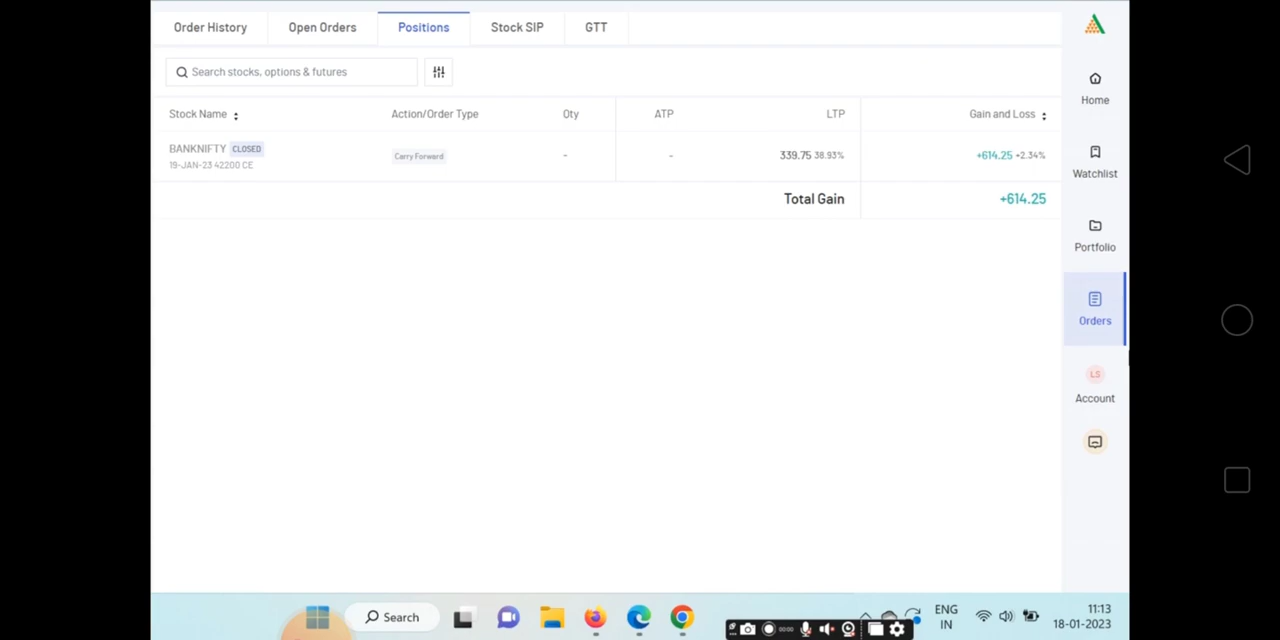 Order History Open Orders Positions Stock SIP GTT
Search stocks, options & futures
Stock Name Action/Order Type Qty ATP LTP Gain and Loss
BANKNIFTY CLOSED Carry Forward - - 339.75 38.93% +614.25 +2.34%
19-JAN-23 42200 CE
Total Gain +614.25
Home
Watchlist
Portfolio
Orders
LS
Account
Search
00:00
ENG
IN
11:13
18-01-2023